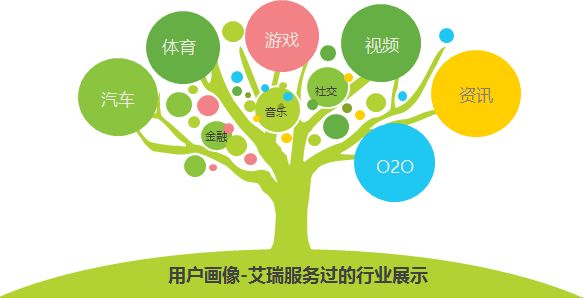 游戏
体育
视频
汽车
资讯
社交
音乐
金融
O2O
用户画像-艾瑞服务过的行业展示